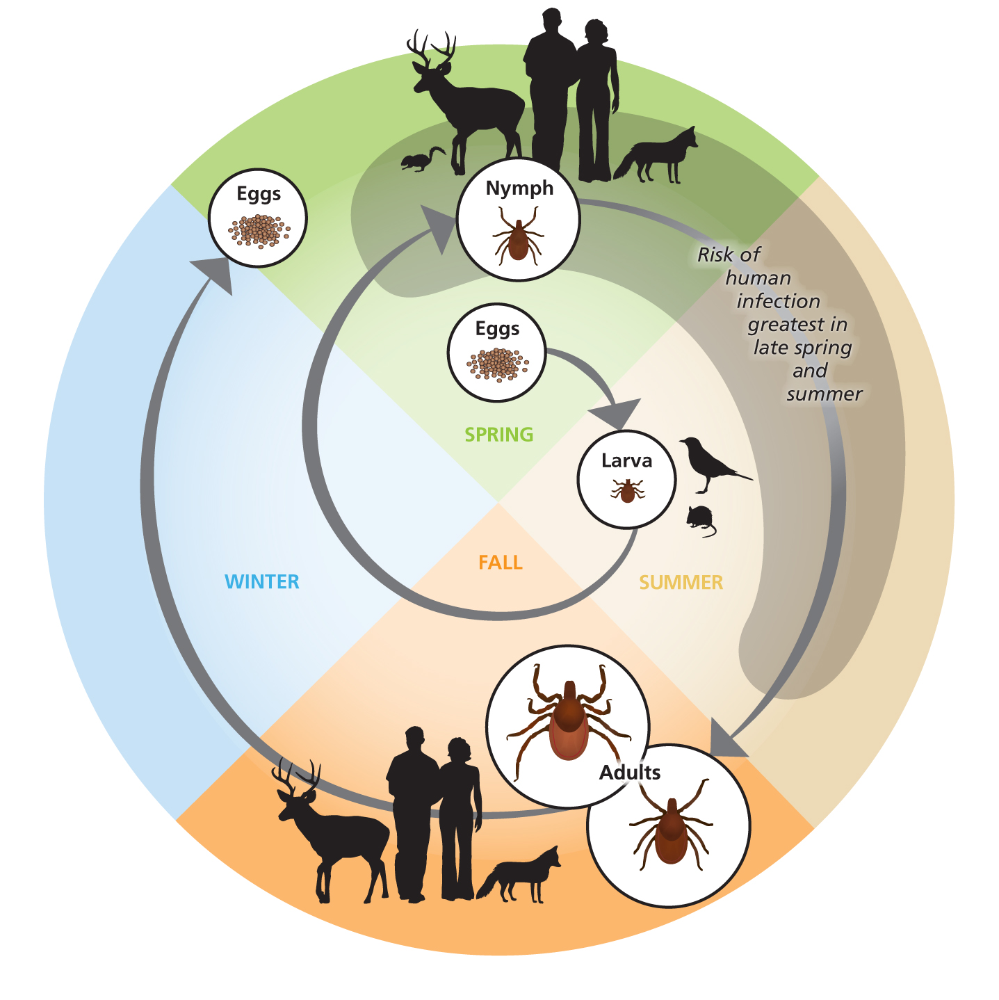 Nymph
Eggs
Eggs
Risk of
human
infection
greatest in
late spring
and
summer
SPRING
Larva
FALL
WINTER
SUMMER
Adults